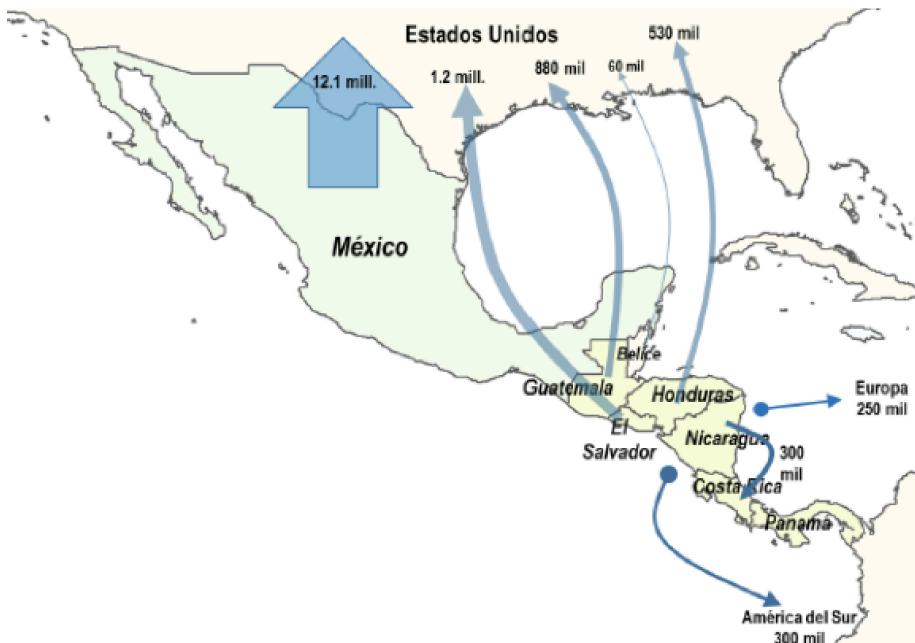 Estados Unidos
530 mil
12.1 mill.
1.2 mill.
880 mil
60 mil
México
Belice
Guatemala
Honduras
Europa
250 mil
El
Salvador
Nicaragua
300
mil
Costa Rica
Panamá
América del Sur
300 mil